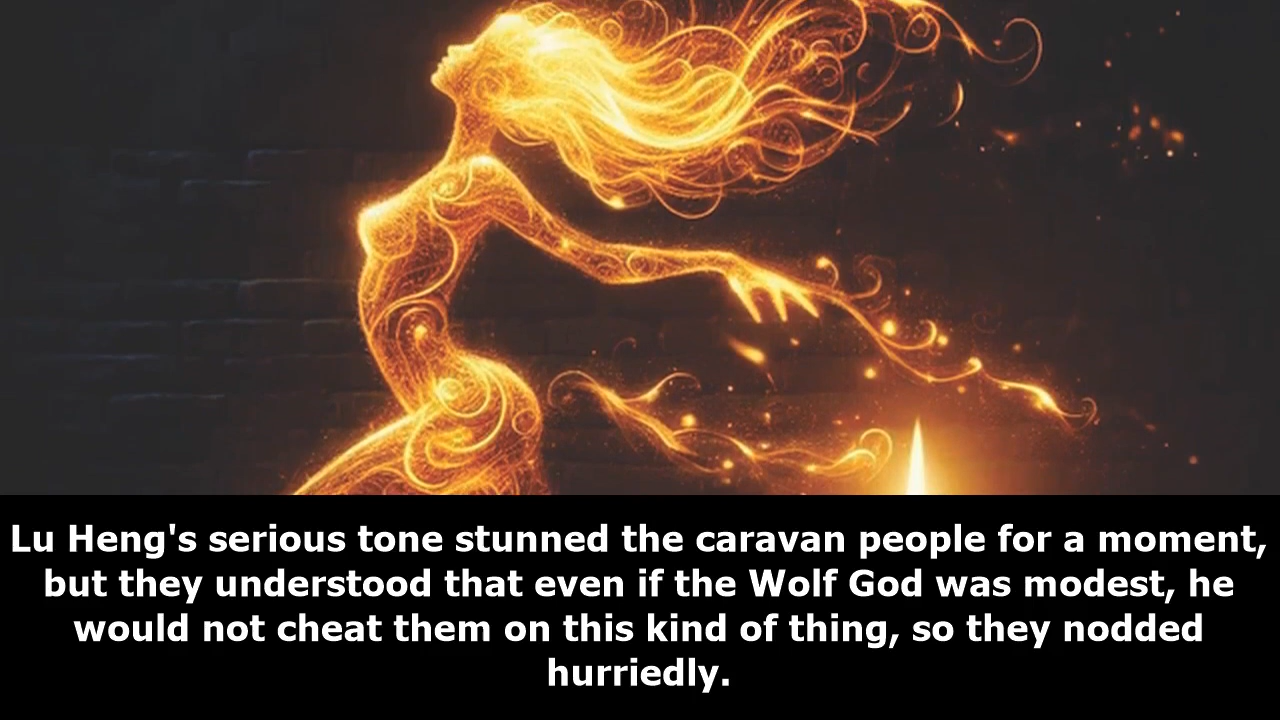 Lu Heng's serious tone stunned the caravan people for a moment,
but they understood that even if the Wolf God was modest, he
would not cheat them on this kind of thing, so they nodded
hurriedly.